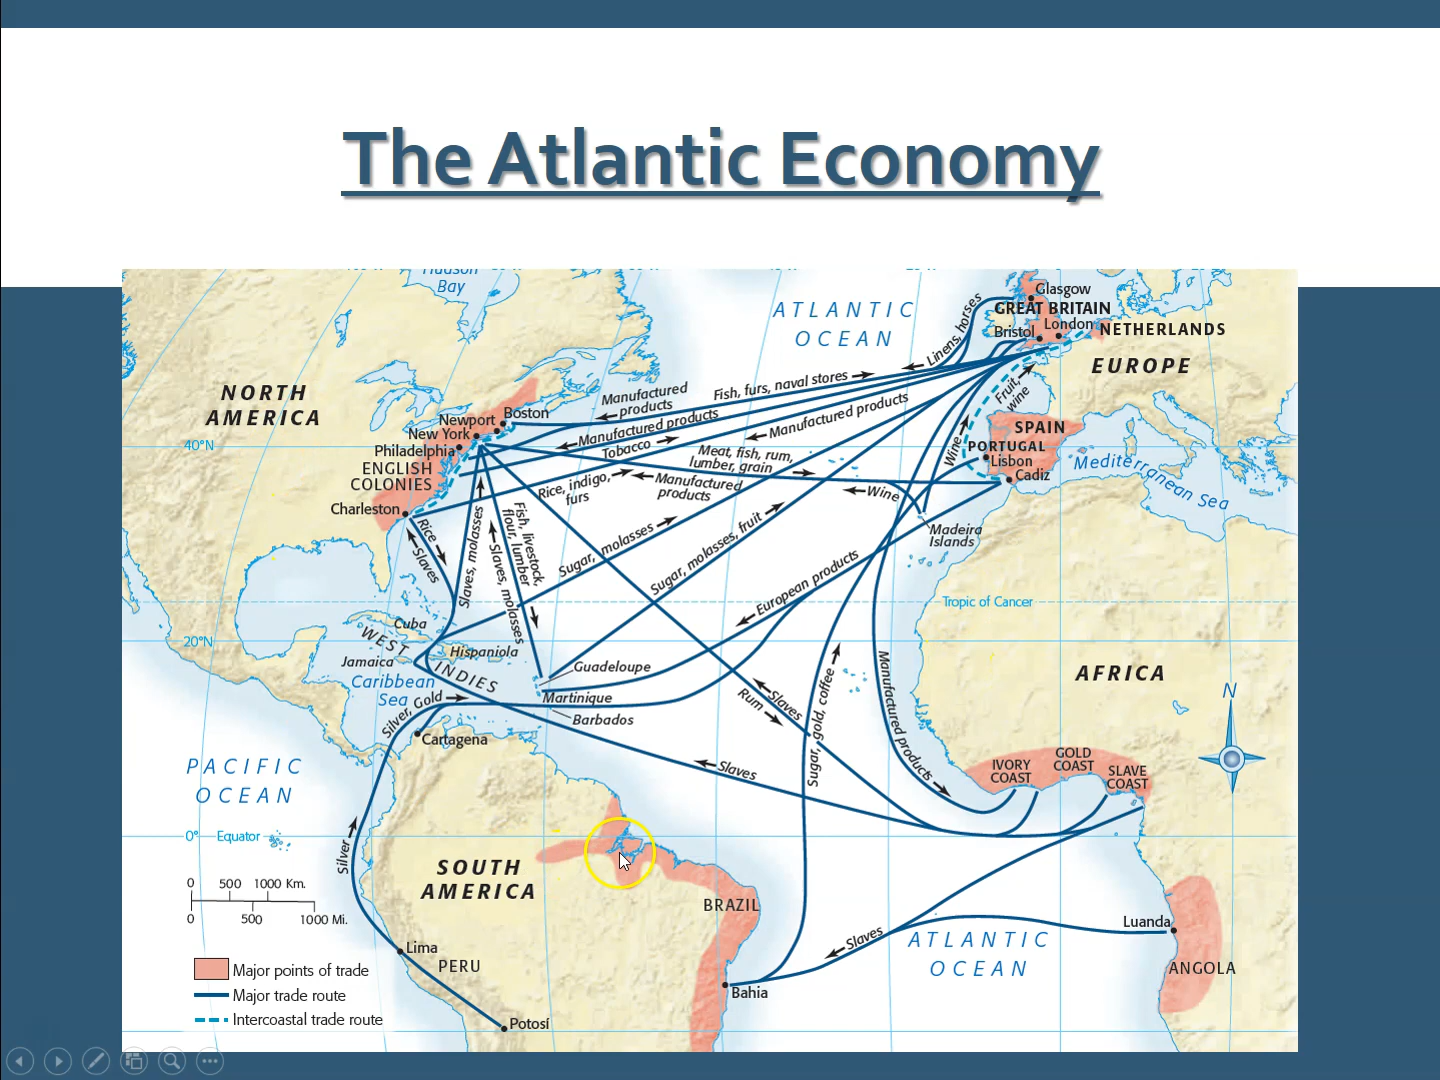 The Atlantic Economy
Hudson
Bay
ATLANTIC
OCEAN
Linens, horses
Glasgow
GREAT BRITAIN
London
Bristol
NETHERLANDS
EUROPE
NORTH
AMERICA
Newport
Boston
New York
Philadelphia
40°N
ENGLISH
COLONIES
Charleston
Manufactured
products
Fish, furs, naval stores
Manufactured products
Manufactured products
Tobacco
Meat, fish, rum,
lumber, grain
Rice, indigo,
furs
Manufactured
products
Wine
Fruit,
wine
Wine
SPAIN
PORTUGAL
Lisbon
Cadiz
Mediterranean Sea
Madeira
Islands
Rice
Slaves
Slaves, molasses
Fish, livestock,
flour, lumber
Slaves, molasses
Sugar, molasses
Sugar, molasses, fruit
European products
Tropic of Cancer
20°N
Cuba
WEST
INDIES
Hispaniola
Jamaica
Caribbean
Sea
Guadeloupe
Martinique
Barbados
Silver, Gold
Cartagena
Slaves
Rum
Sugar, gold, coffee
Manufactured products
AFRICA
N
Slaves
IVORY
COAST
GOLD
COAST
SLAVE
COAST
PACIFIC
OCEAN
0° Equator
Silver
SOUTH
AMERICA
BRAZIL
0 500 1000 Km.
0 500 1000 Mi.
Lima
PERU
Potosí
Bahia
Slaves
ATLANTIC
OCEAN
Luanda
ANGOLA
Major points of trade
Major trade route
Intercoastal trade route